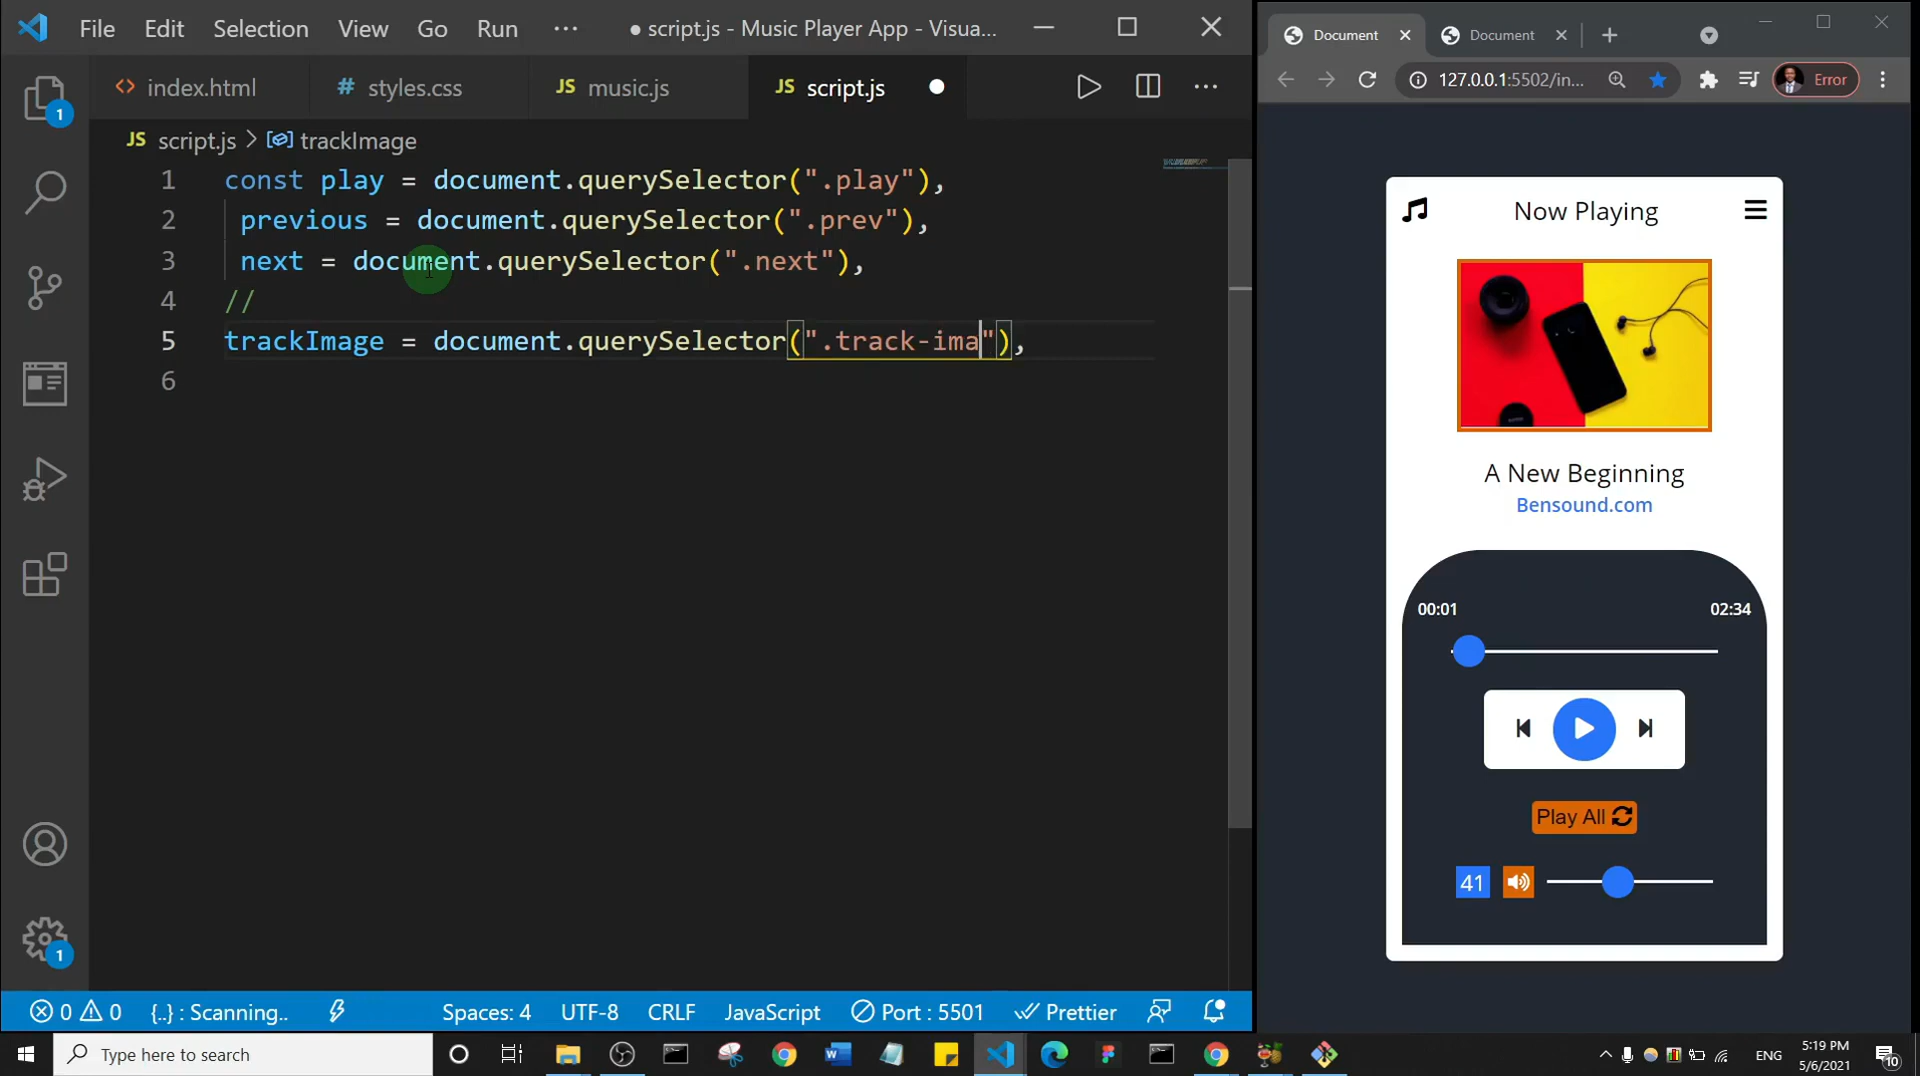 File Edit Selection View Go Run ··· ● script.js - Music Player App - Visua...
index.html # styles.css JS music.js JS script.js
JS script.js > trackImage
1 const play = document.querySelector(".play"),
2 previous = document.querySelector(".prev"),
3 next = document.querySelector(".next"),
4 //
5 trackImage = document.querySelector(".track-ima"),
6
1
1
0 0 {..} : Scanning.. Spaces: 4 UTF-8 CRLF JavaScript Port : 5501 Prettier
Document Document
127.0.0.1:5502/in... Error
Now Playing
A New Beginning
Bensound.com
00:01 02:34
Play All
41
Type here to search
ENG 5:19 PM
5/6/2021
10